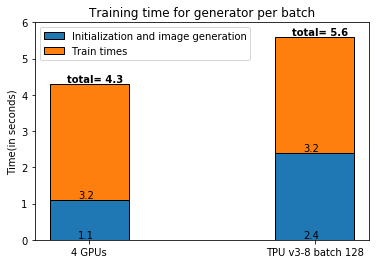 Training time for generator per batch
Initialization and image generation
Train times
total= 4.3
total= 5.6
Time(in seconds)
6
5
4
3
2
1
0
3.2
1.1
3.2
2.4
4 GPUs
TPU v3-8 batch 128